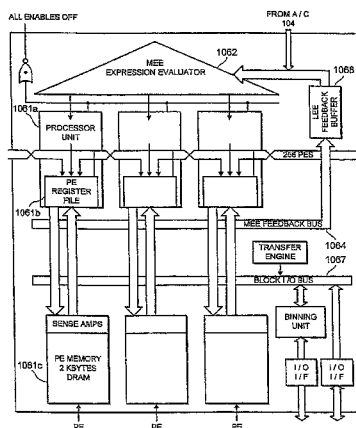 ALL ENABLES OFF
FROM A / C
104
1062
1068
MEE
EXPRESSION EVALUATOR
LEE
FEEDBACK
BUFFER
1061a
PROCESSOR
UNIT
256 PES
PE
REGISTER
FILE
1061b
MEE FEEDBACK BUS
1064
TRANSFER
ENGINE
1067
BLOCK I/O BUS
SENSE AMPS
BINNING
UNIT
PE MEMORY
2 KBYTES
DRAM
1061c
I / O
I / F
I / O
I / F
PE
PE
PE